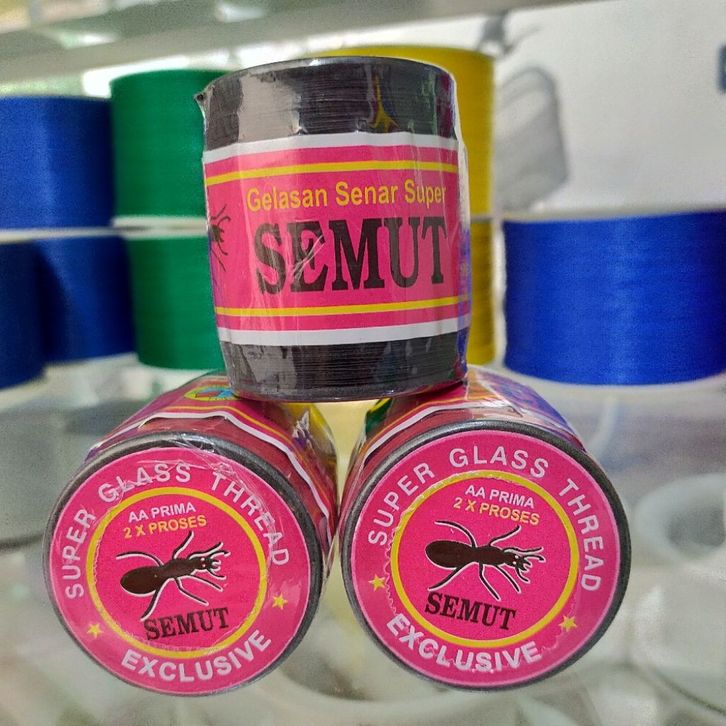 Gelasan Senar Super
SEMUT
SUPER GLASS THREAD
AA PRIMA
2 X PROSES
SEMUT
EXCLUSIVE
SUPER GLASS THREAD
AA PRIMA
2 X PROSES
SEMUT
EXCLUSIVE